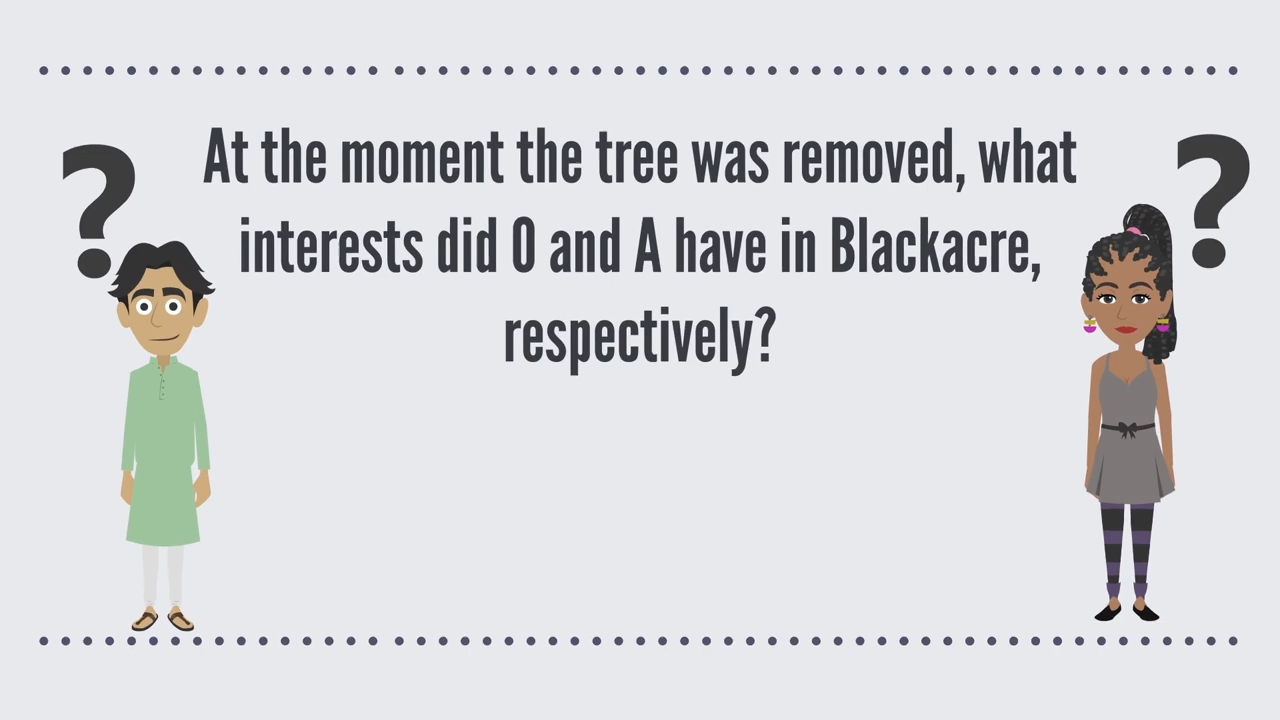 ? ?
At the moment the tree was removed, what
interests did O and A have in Blackacre,
respectively?